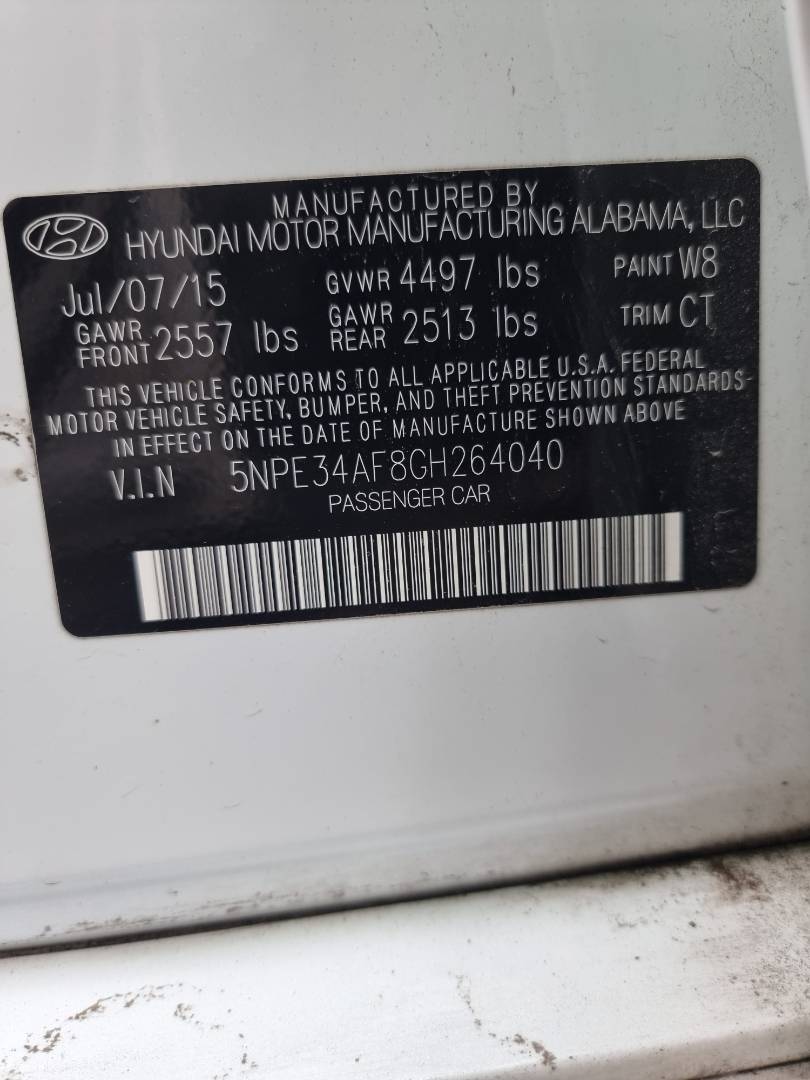 MANUFACTURED BY
HYUNDAI MOTOR MANUFACTURING ALABAMA, LLC
Jul/07/15 GVWR 4497 lbs PAINT W8
GAWR FRONT 2557 lbs GAWR REAR 2513 lbs TRIM CT
THIS VEHICLE CONFORMS TO ALL APPLICABLE U.S.A. FEDERAL
MOTOR VEHICLE SAFETY, BUMPER, AND THEFT PREVENTION STANDARDS
IN EFFECT ON THE DATE OF MANUFACTURE SHOWN ABOVE
V.I.N 5NPE34AF8GH264040
PASSENGER CAR